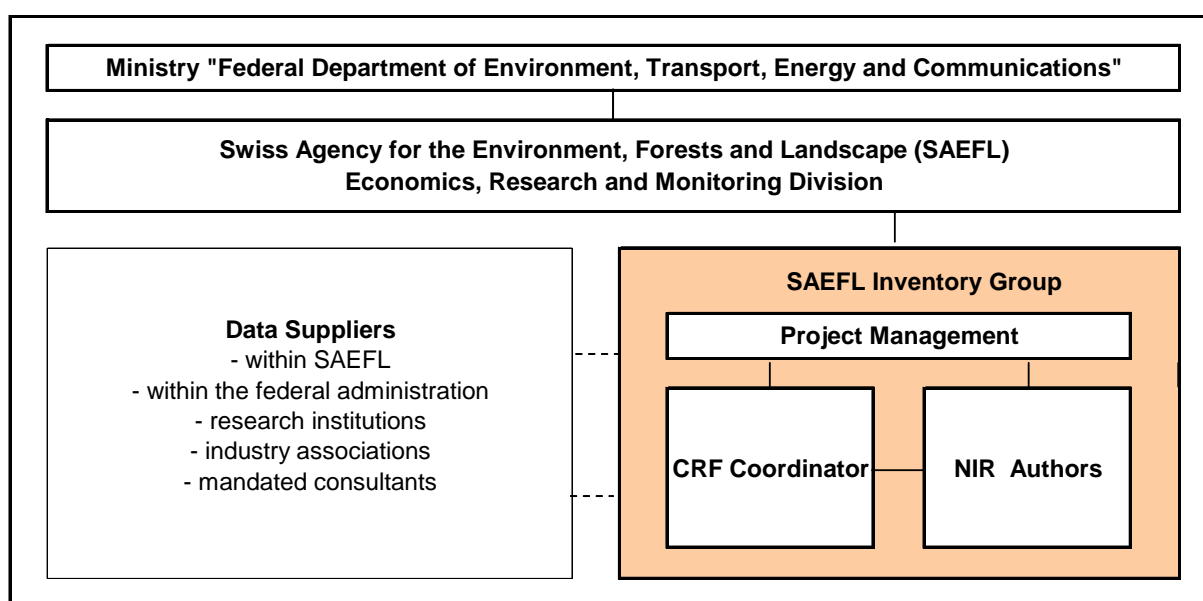 Ministry "Federal Department of Environment, Transport, Energy and Communications"
Swiss Agency for the Environment, Forests and Landscape (SAEFL)
Economics, Research and Monitoring Division
Data Suppliers
- within SAEFL
- within the federal administration
- research institutions
- industry associations
- mandated consultants
SAEFL Inventory Group
Project Management
CRF Coordinator
NIR Authors